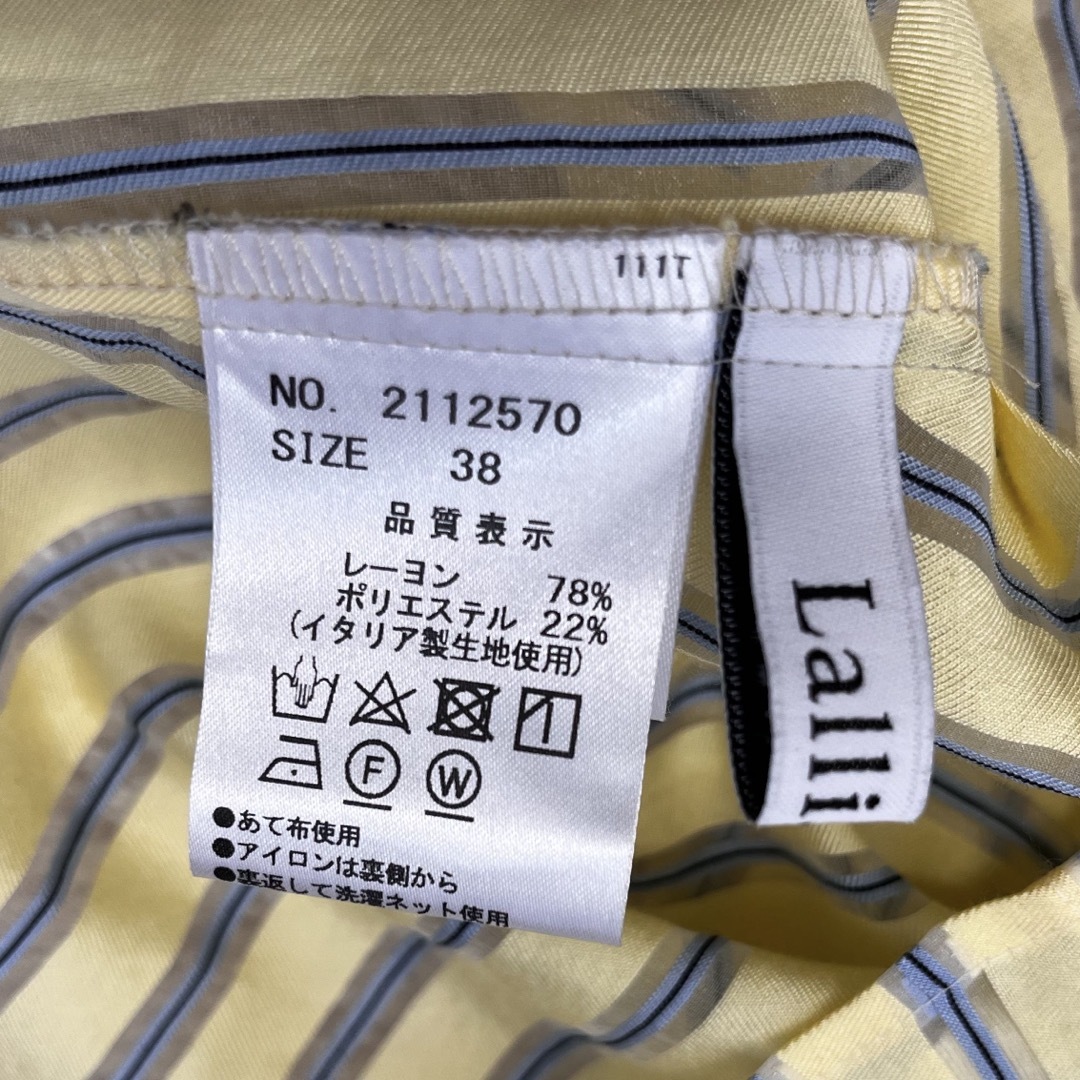 111T
NO. 2112570
SIZE 38
品質表示
レーヨン 78%
ポリエステル 22%
(イタリア製生地使用)
F W
●あて布使用
●アイロンは裏側から
●裏返して洗濯ネット使用
Lalli